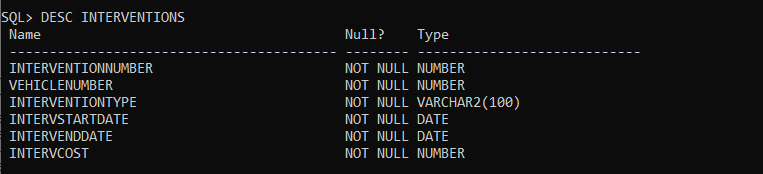 SQL> DESC INTERVENTIONS
Name Null? Type
----------------------------------------- -------- ----------------------------
INTERVENTIONNUMBER NOT NULL NUMBER
VEHICLENUMBER NOT NULL NUMBER
INTERVENTIONTYPE NOT NULL VARCHAR2(100)
INTERVSTARTDATE NOT NULL DATE
INTERVENDDATE NOT NULL DATE
INTERVCOST NOT NULL NUMBER